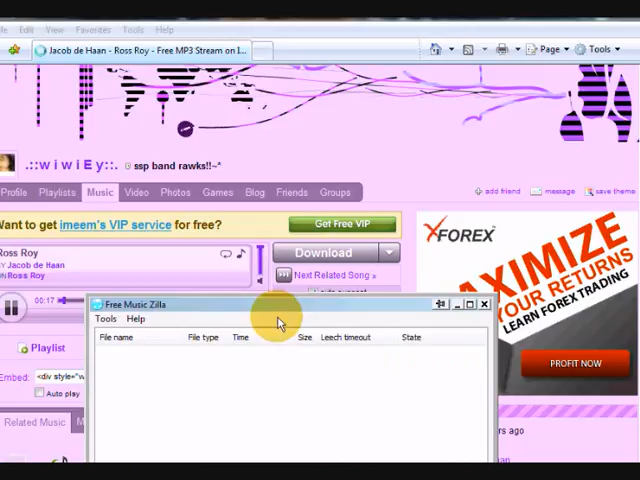 File Edit View Favorites Tools Help
Jacob de Haan - Ross Roy - Free MP3 Stream on I...
Page Tools
.::w i w i E y::. ssp band rawks!!~*
Profile Playlists Music Video Photos Games Blog Friends Groups
add friend message save theme
Want to get imeem's VIP service for free? Get Free VIP
Ross Roy
BY Jacob de Haan
ON Ross Roy
Download
Next Related Song »
00:17
XFOREX
MAXIMIZE
YOUR RETURNS
LEARN FOREX TRADING
PROFIT NOW
Free Music Zilla
Tools Help
File name File type Time Size Leech timeout State
Playlist
Embed: <div style="w
Auto play
Related Music M
rs ago